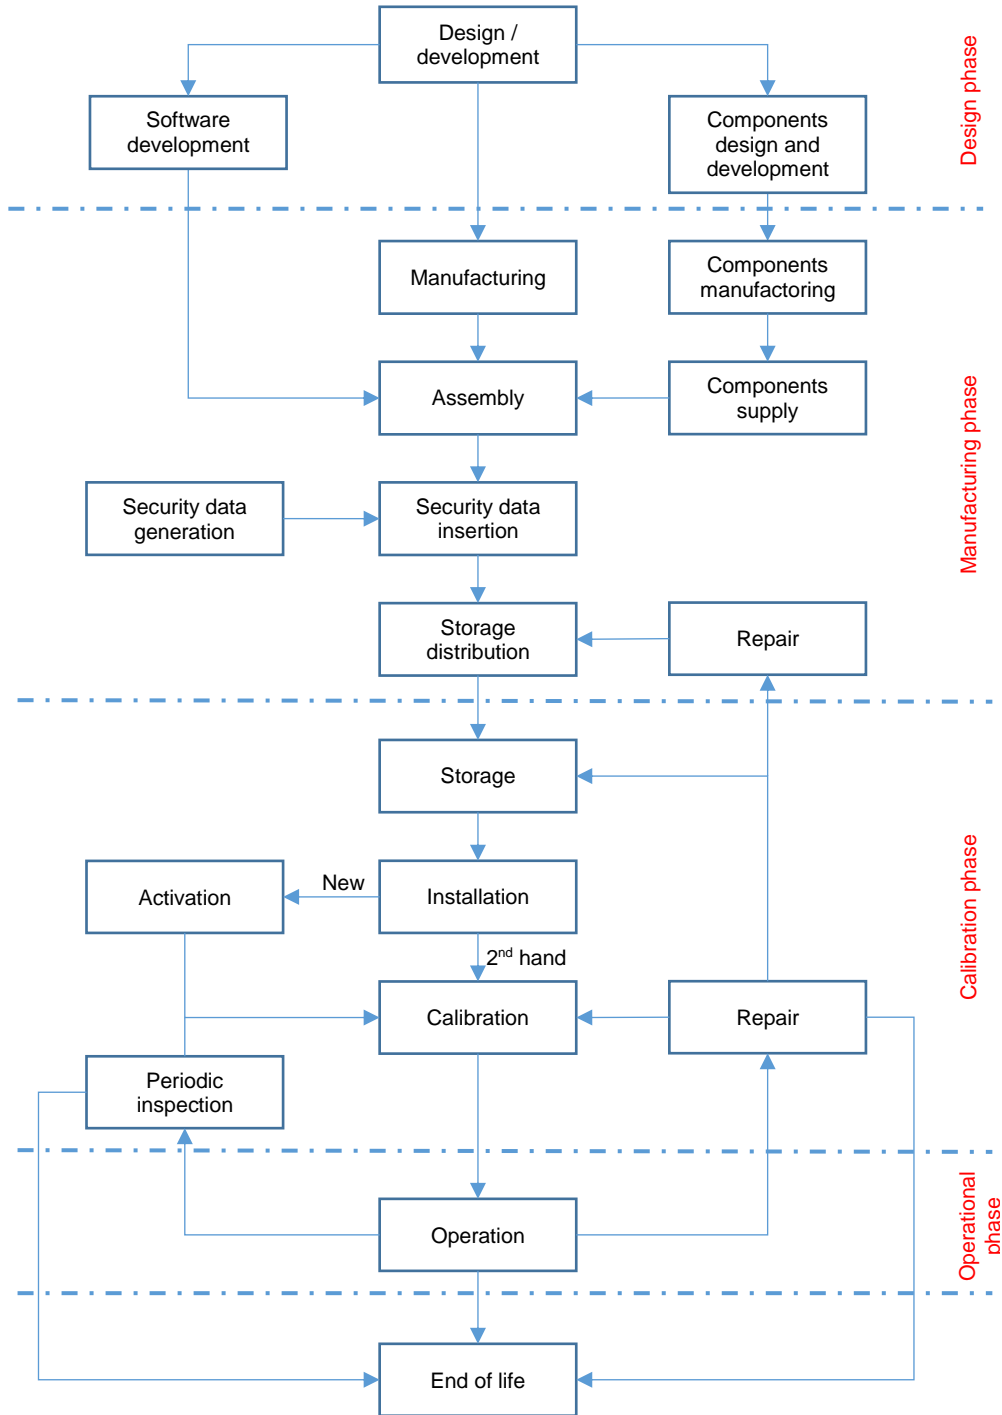 Design /
development
Design phase
Software
development
Components
design and
development
Manufacturing
Components
manufactoring
Assembly
Components
supply
Manufacturing phase
Security data
generation
Security data
insertion
Storage
distribution
Repair
Storage
Calibration phase
Activation
New
Installation
2nd hand
Calibration
Repair
Periodic
inspection
Operation
Operational
phase
End of life